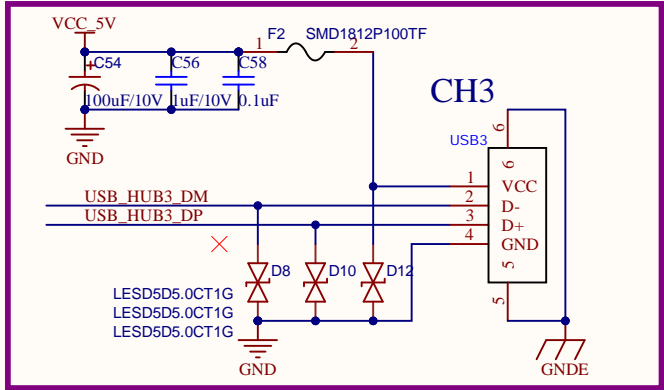 VCC_5V
F2 SMD1812P100TF
1 2
C54 C56 C58
100uF/10V 1uF/10V 0.1uF
GND
CH3
USB3
6
6
1 VCC
2 D-
3 D+
4 GND
5
5
USB_HUB3_DM
USB_HUB3_DP
D8 D10 D12
LESD5D5.0CT1G
LESD5D5.0CT1G
LESD5D5.0CT1G
GND
GNDE